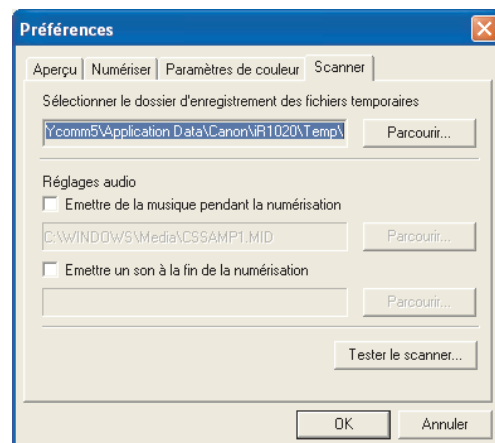 Préférences
Aperçu Numériser Paramètres de couleur Scanner
Sélectionner le dossier d'enregistrement des fichiers temporaires
Ycomm5\Application Data\Canon\iR1020\Temp\ Parcourir...
Réglages audio
Emettre de la musique pendant la numérisation
C:\WINDOWS\Media\CSSAMP1.MID Parcourir...
Emettre un son à la fin de la numérisation
Parcourir...
Tester le scanner...
OK Annuler